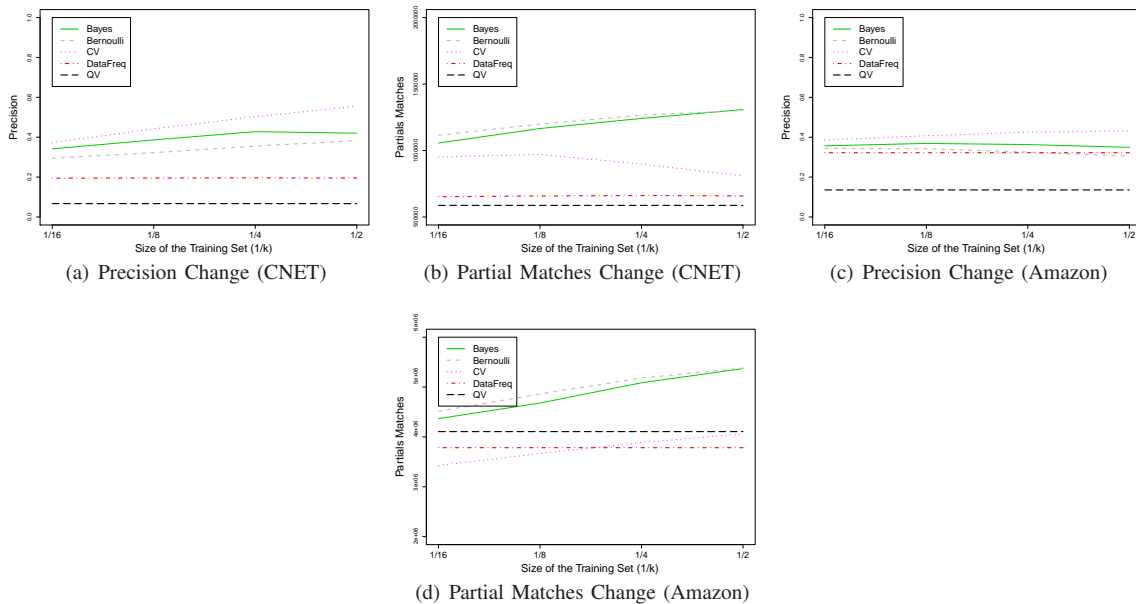 1.0
0.8
0.6
0.4
0.2
0.0
Precision
Bayes
Bernoulli
CV
DataFreq
QV
1/16 1/8 1/4 1/2
Size of the Training Set (1/k)
(a) Precision Change (CNET)
2000000
1500000
1000000
500000
Partials Matches
Bayes
Bernoulli
CV
DataFreq
QV
1/16 1/8 1/4 1/2
Size of the Training Set (1/k)
(b) Partial Matches Change (CNET)
1.0
0.8
0.6
0.4
0.2
0.0
Precision
Bayes
Bernoulli
CV
DataFreq
QV
1/16 1/8 1/4 1/2
Size of the Training Set (1/k)
(c) Precision Change (Amazon)
6e+06
5e+06
4e+06
3e+06
2e+06
Partials Matches
Bayes
Bernoulli
CV
DataFreq
QV
1/16 1/8 1/4 1/2
Size of the Training Set (1/k)
(d) Partial Matches Change (Amazon)